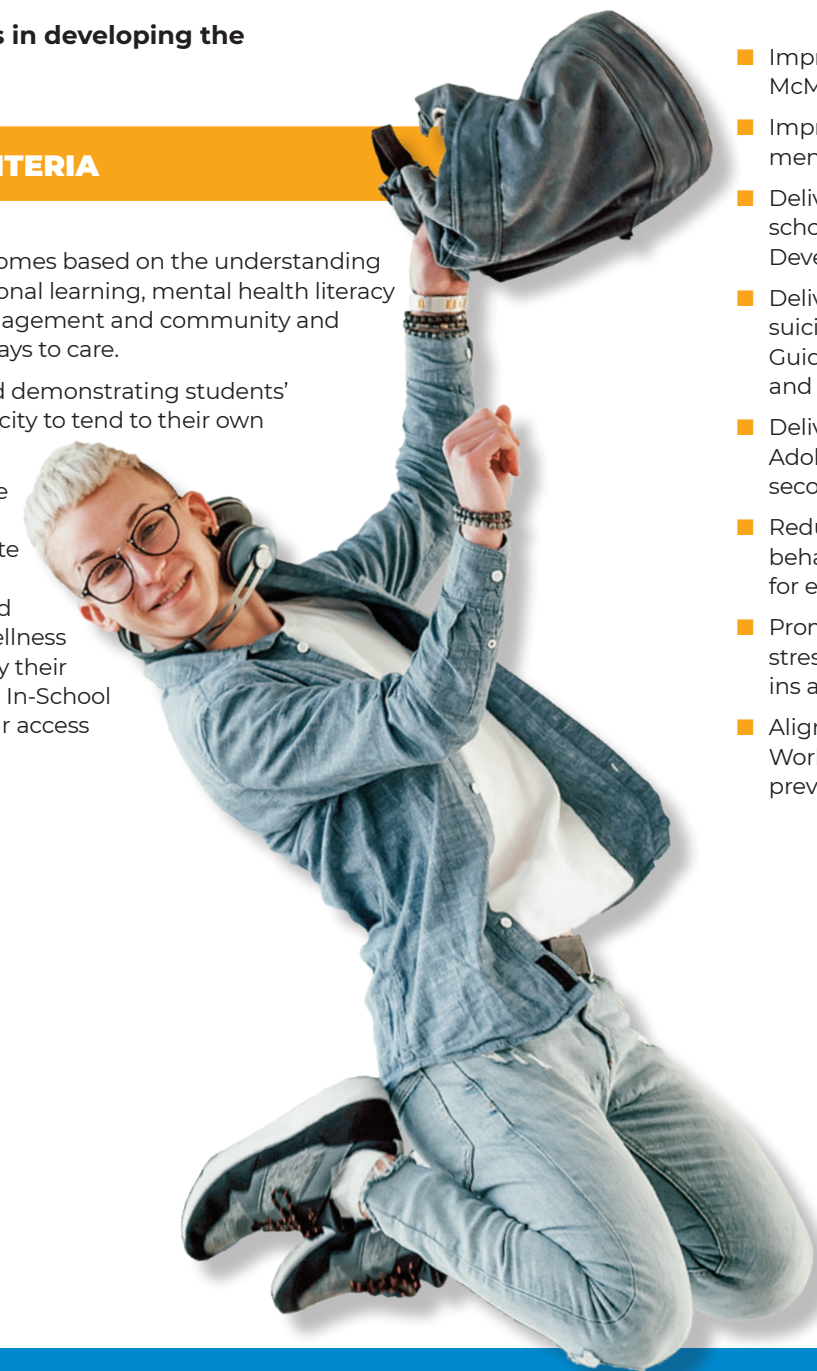 s in developing the
ITERIA
omes based on the understanding
onal learning, mental health literacy
agement and community and
ays to care.
d demonstrating students’
city to tend to their own
e
te
d
ellness
y their
In-School
r access
Impr
McM
Impr
men
Deliv
scho
Deve
Deliv
suici
Guid
and
Deliv
Adol
seco
Redu
beha
for e
Pron
stres
ins a
Align
Worl
prev